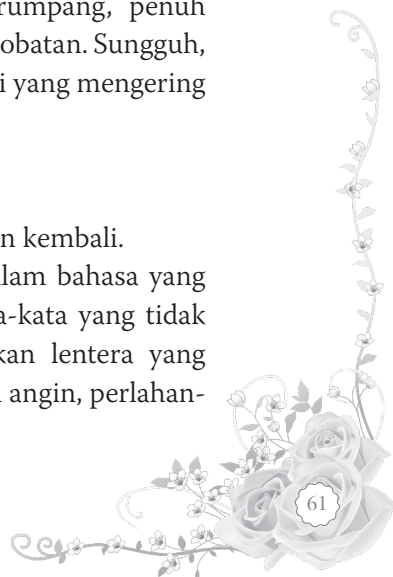 rumpang, penuh
obatan. Sungguh,
i yang mengering
n kembali.
lam bahasa yang
a-kata yang tidak
kan lentera yang
angin, perlahan-
61